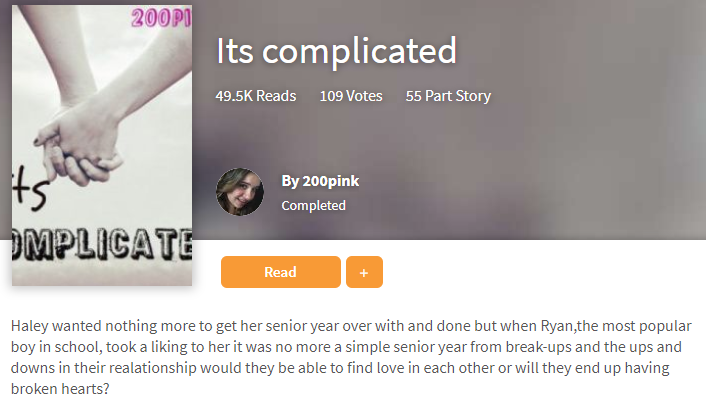 200PI
Its complicated
49.5K Reads 109 Votes 55 Part Story
ts
OMPLICATE
By 200pink
Completed
Read +
Haley wanted nothing more to get her senior year over with and done but when Ryan,the most popular
boy in school, took a liking to her it was no more a simple senior year from break-ups and the ups and
downs in their realationship would they be able to find love in each other or will they end up having
broken hearts?